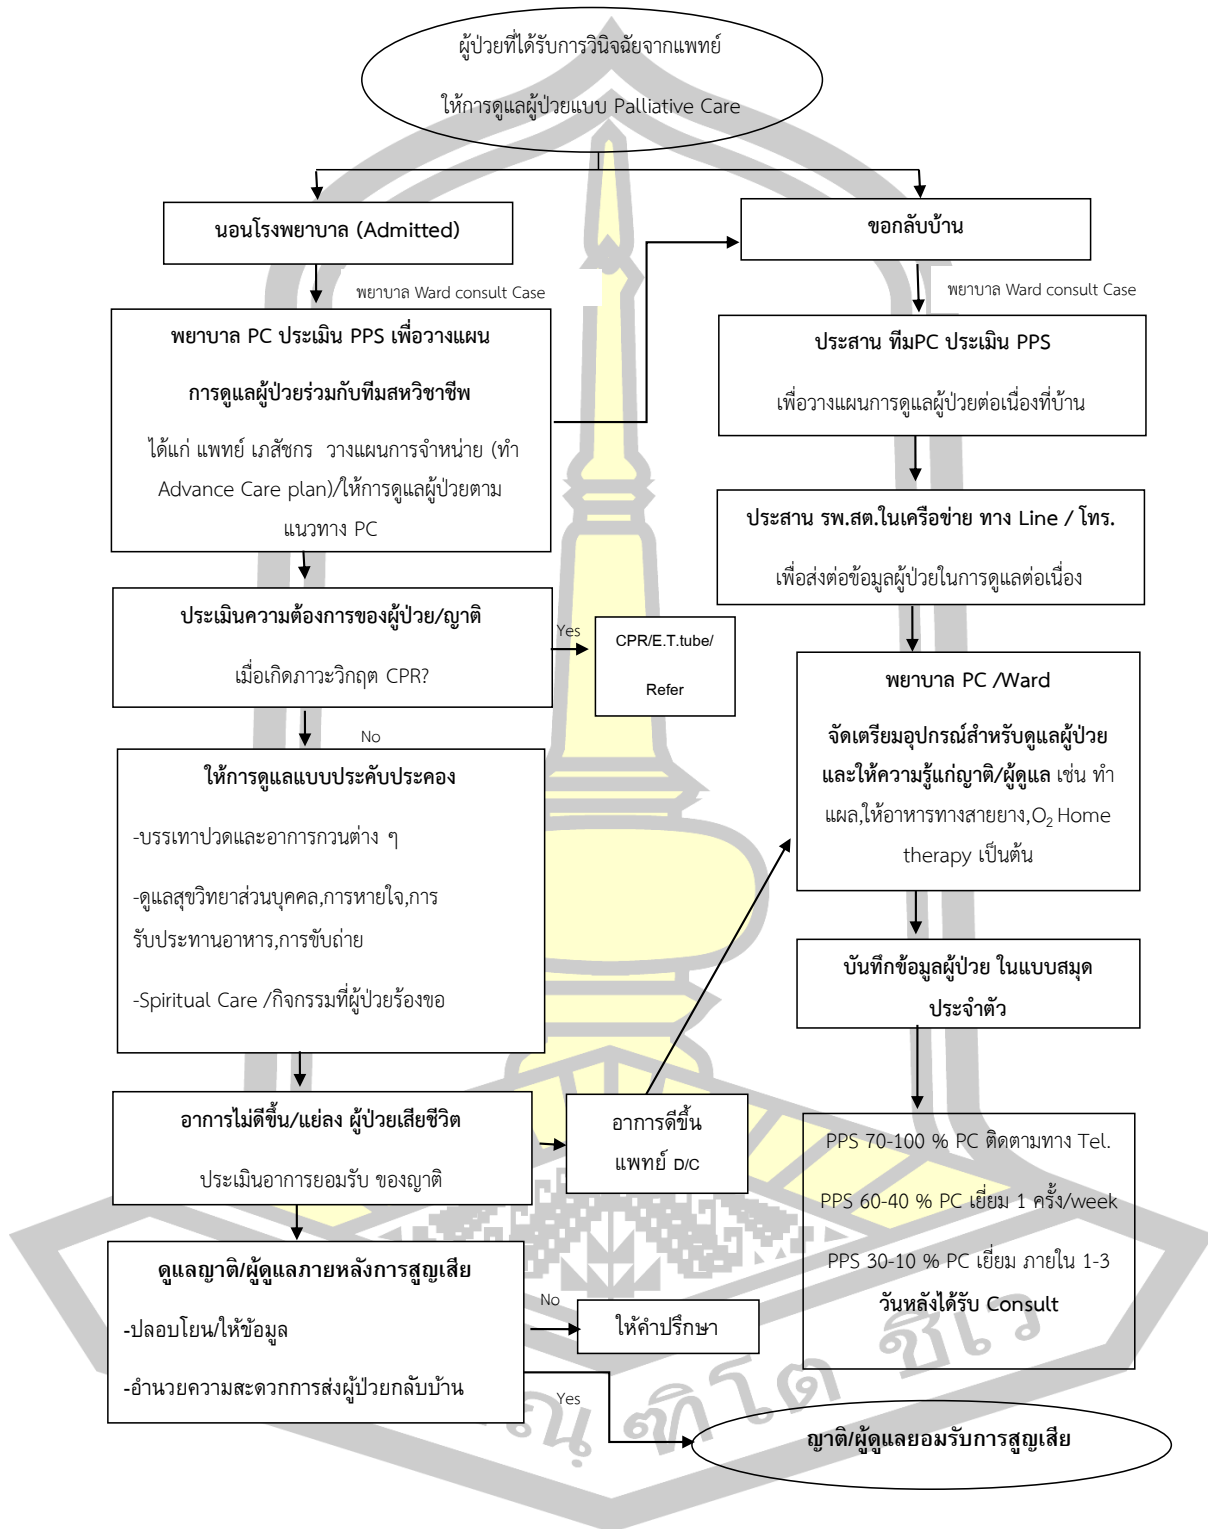 ผู้ป่วยที่ได้รับการวินิจฉัยจากแพทย์
ให้การดูแลผู้ป่วยแบบ Palliative Care
นอนโรงพยาบาล (Admitted)
พยาบาล Ward consult Case
พยาบาล PC ประเมิน PPS เพื่อวางแผน
การดูแลผู้ป่วยร่วมกับทีมสหวิชาชีพ
ได้แก่ แพทย์ เภสัชกร วางแผนการจำหน่าย (ทำ
Advance Care plan)/ให้การดูแลผู้ป่วยตาม
แนวทาง PC
ประเมินความต้องการของผู้ป่วย/ญาติ
เมื่อเกิดภาวะวิกฤต CPR?
Yes
CPR/E.T.tube/
Refer
No
ให้การดูแลแบบประคับประคอง
-บรรเทาปวดและอาการกวนต่าง ๆ
-ดูแลสุขวิทยาส่วนบุคคล,การหายใจ,การ
รับประทานอาหาร,การขับถ่าย
-Spiritual Care /กิจกรรมที่ผู้ป่วยร้องขอ
อาการไม่ดีขึ้น/แย่ลง ผู้ป่วยเสียชีวิต
ประเมินอาการยอมรับ ของญาติ
อาการดีขึ้น
แพทย์ D/C
ดูแลญาติ/ผู้ดูแลภายหลังการสูญเสีย
-ปลอบโยน/ให้ข้อมูล
-อำนวยความสะดวกการส่งผู้ป่วยกลับบ้าน
No
ให้คำปรึกษา
Yes
ญาติ/ผู้ดูแลยอมรับการสูญเสีย
ขอกลับบ้าน
พยาบาล Ward consult Case
ประสาน ทีมPC ประเมิน PPS
เพื่อวางแผนการดูแลผู้ป่วยต่อเนื่องที่บ้าน
ประสาน รพ.สต.ในเครือข่าย ทาง Line / โทร.
เพื่อส่งต่อข้อมูลผู้ป่วยในการดูแลต่อเนื่อง
พยาบาล PC /Ward
จัดเตรียมอุปกรณ์สำหรับดูแลผู้ป่วย
และให้ความรู้แก่ญาติ/ผู้ดูแล เช่น ทำ
แผล,ให้อาหารทางสายยาง,O₂ Home
therapy เป็นต้น
บันทึกข้อมูลผู้ป่วย ในแบบสมุด
ประจำตัว
PPS 70-100 % PC ติดตามทาง Tel.
PPS 60-40 % PC เยี่ยม 1 ครั้ง/week
PPS 30-10 % PC เยี่ยม ภายใน 1-3
วันหลังได้รับ Consult
ณฺฑิโต ชีเว